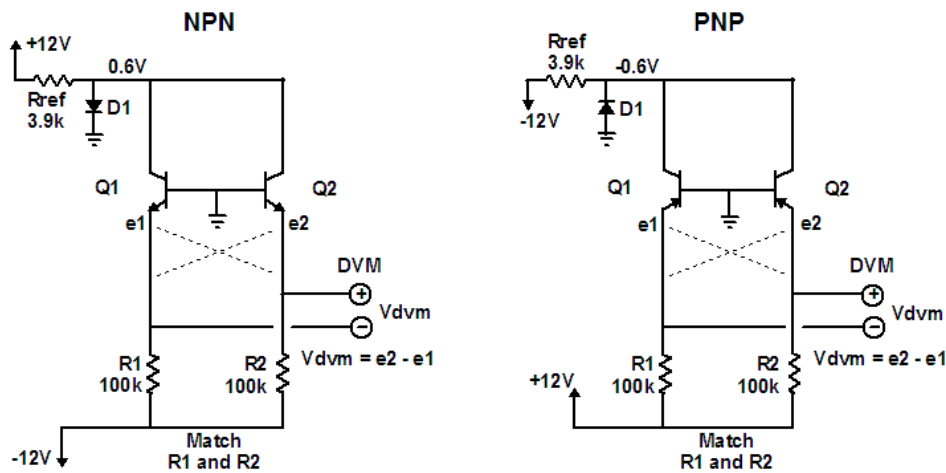 NPN
+12V
0.6V
Rref
3.9k
D1
Q1
Q2
e1
e2
DVM
+
Vdvm
−
Vdvm = e2 - e1
R1
100k
R2
100k
-12V
Match
R1 and R2
PNP
Rref
3.9k
-0.6V
-12V
D1
Q1
Q2
e1
e2
DVM
+
Vdvm
−
Vdvm = e2 - e1
R1
100k
R2
100k
+12V
Match
R1 and R2